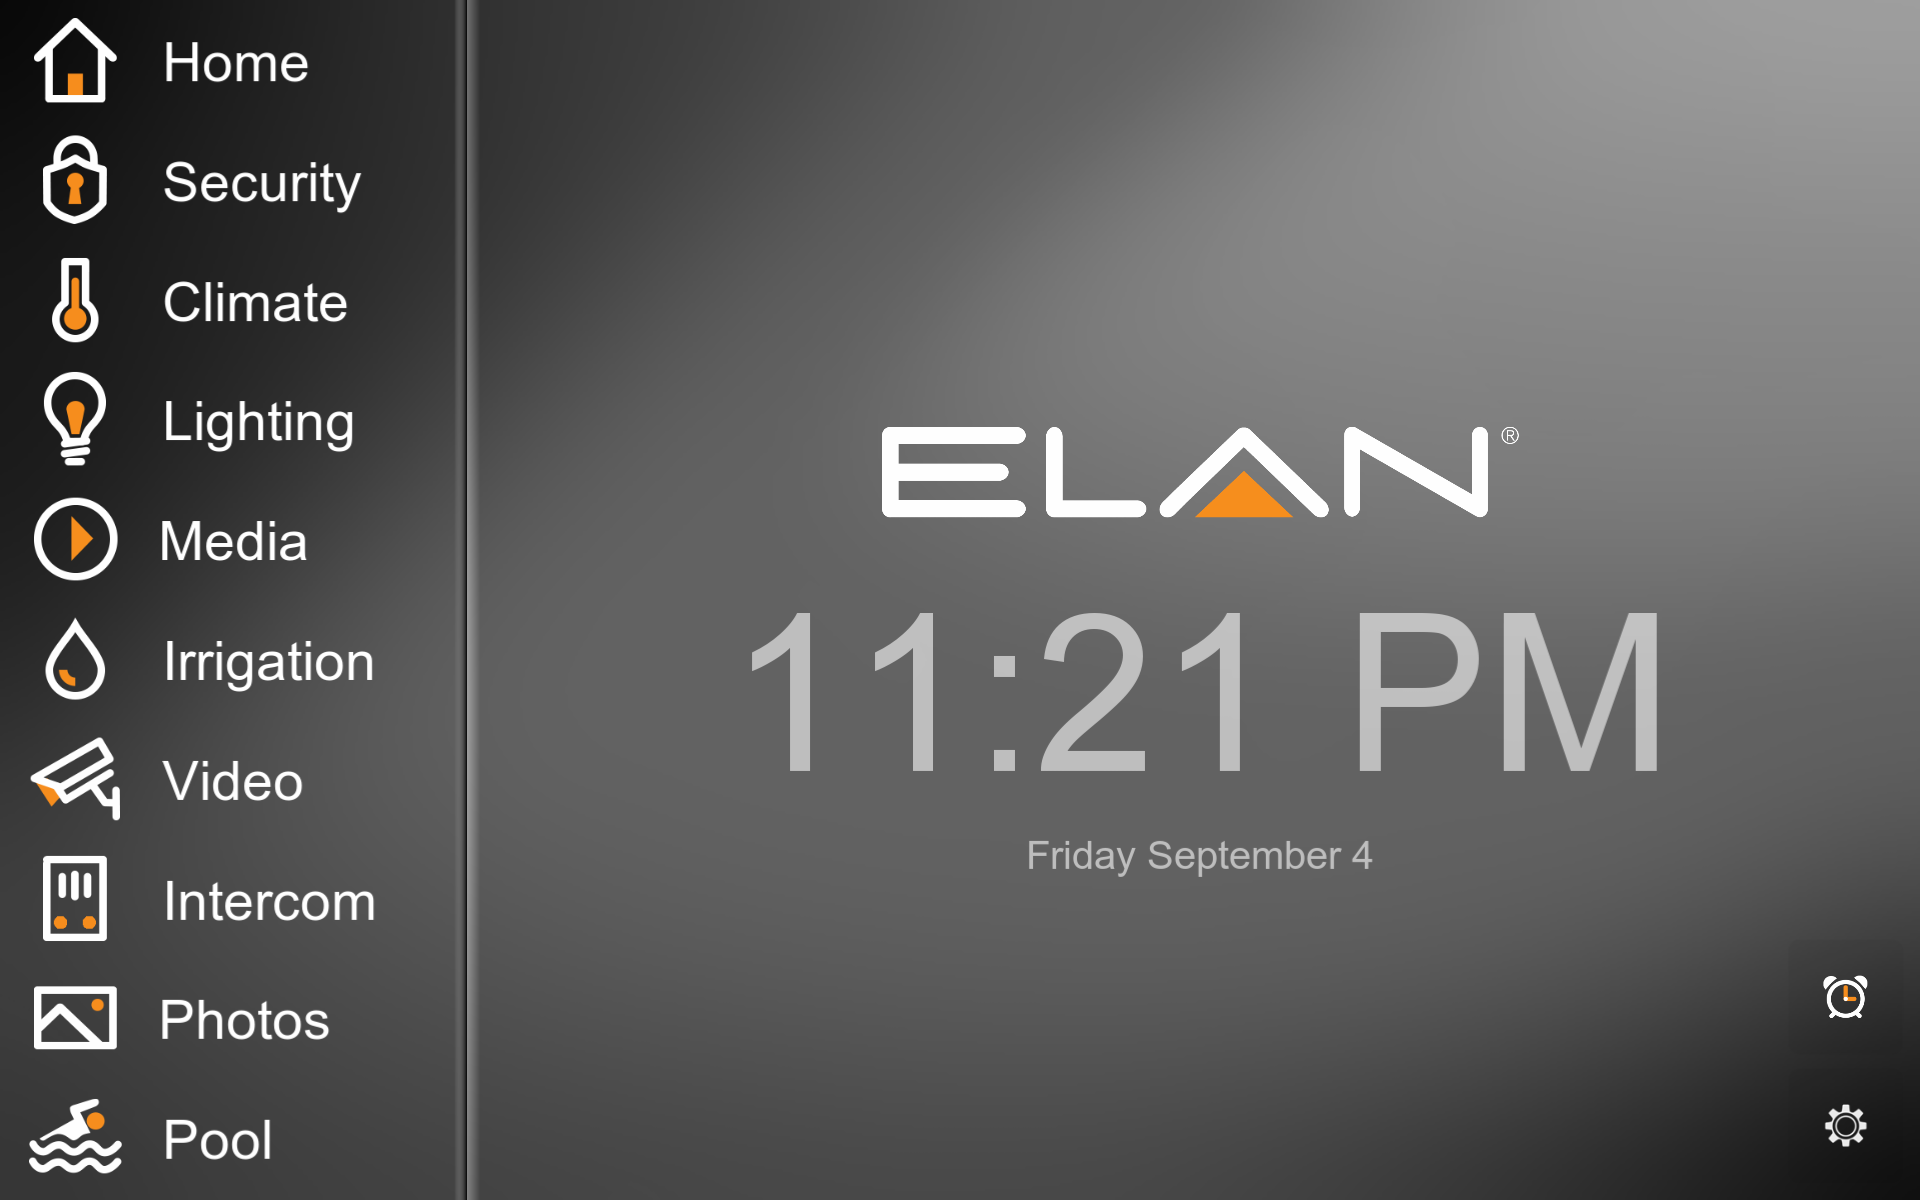 Home
Security
Climate
Lighting
Media
Irrigation
Video
Intercom
Photos
Pool
ELAN®
11:21 PM
Friday September 4